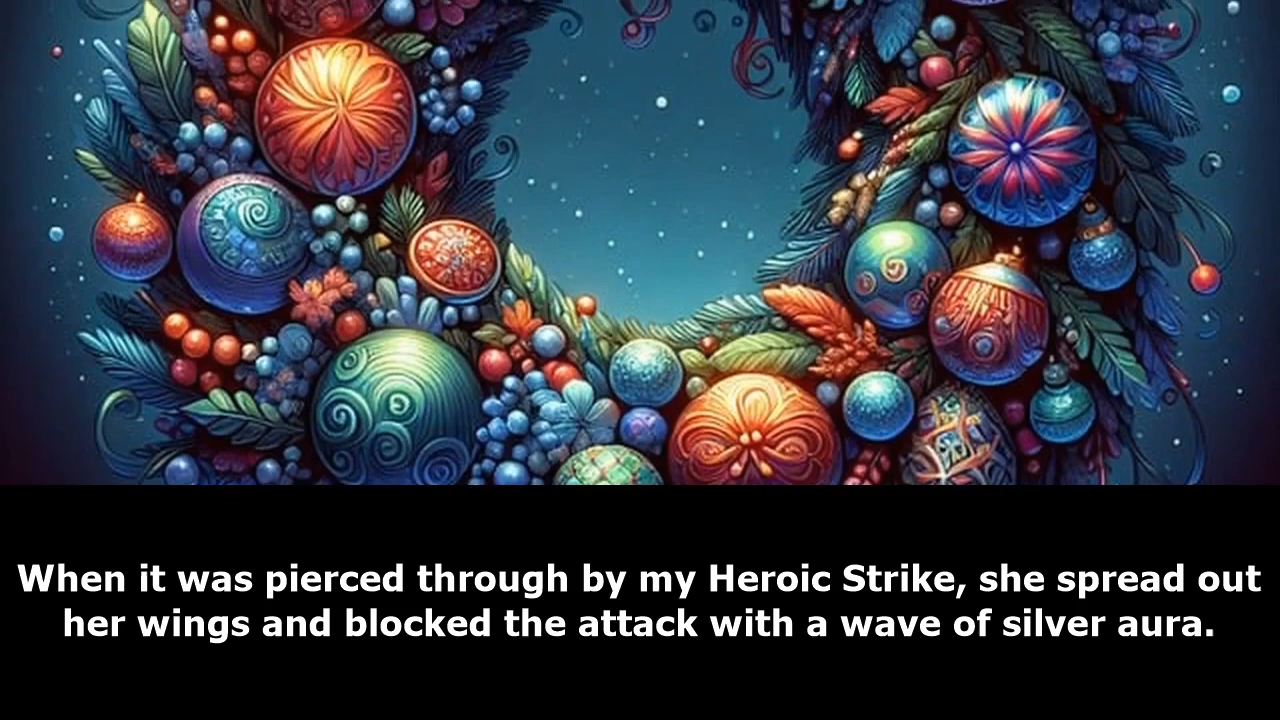 When it was pierced through by my Heroic Strike, she spread out
her wings and blocked the attack with a wave of silver aura.